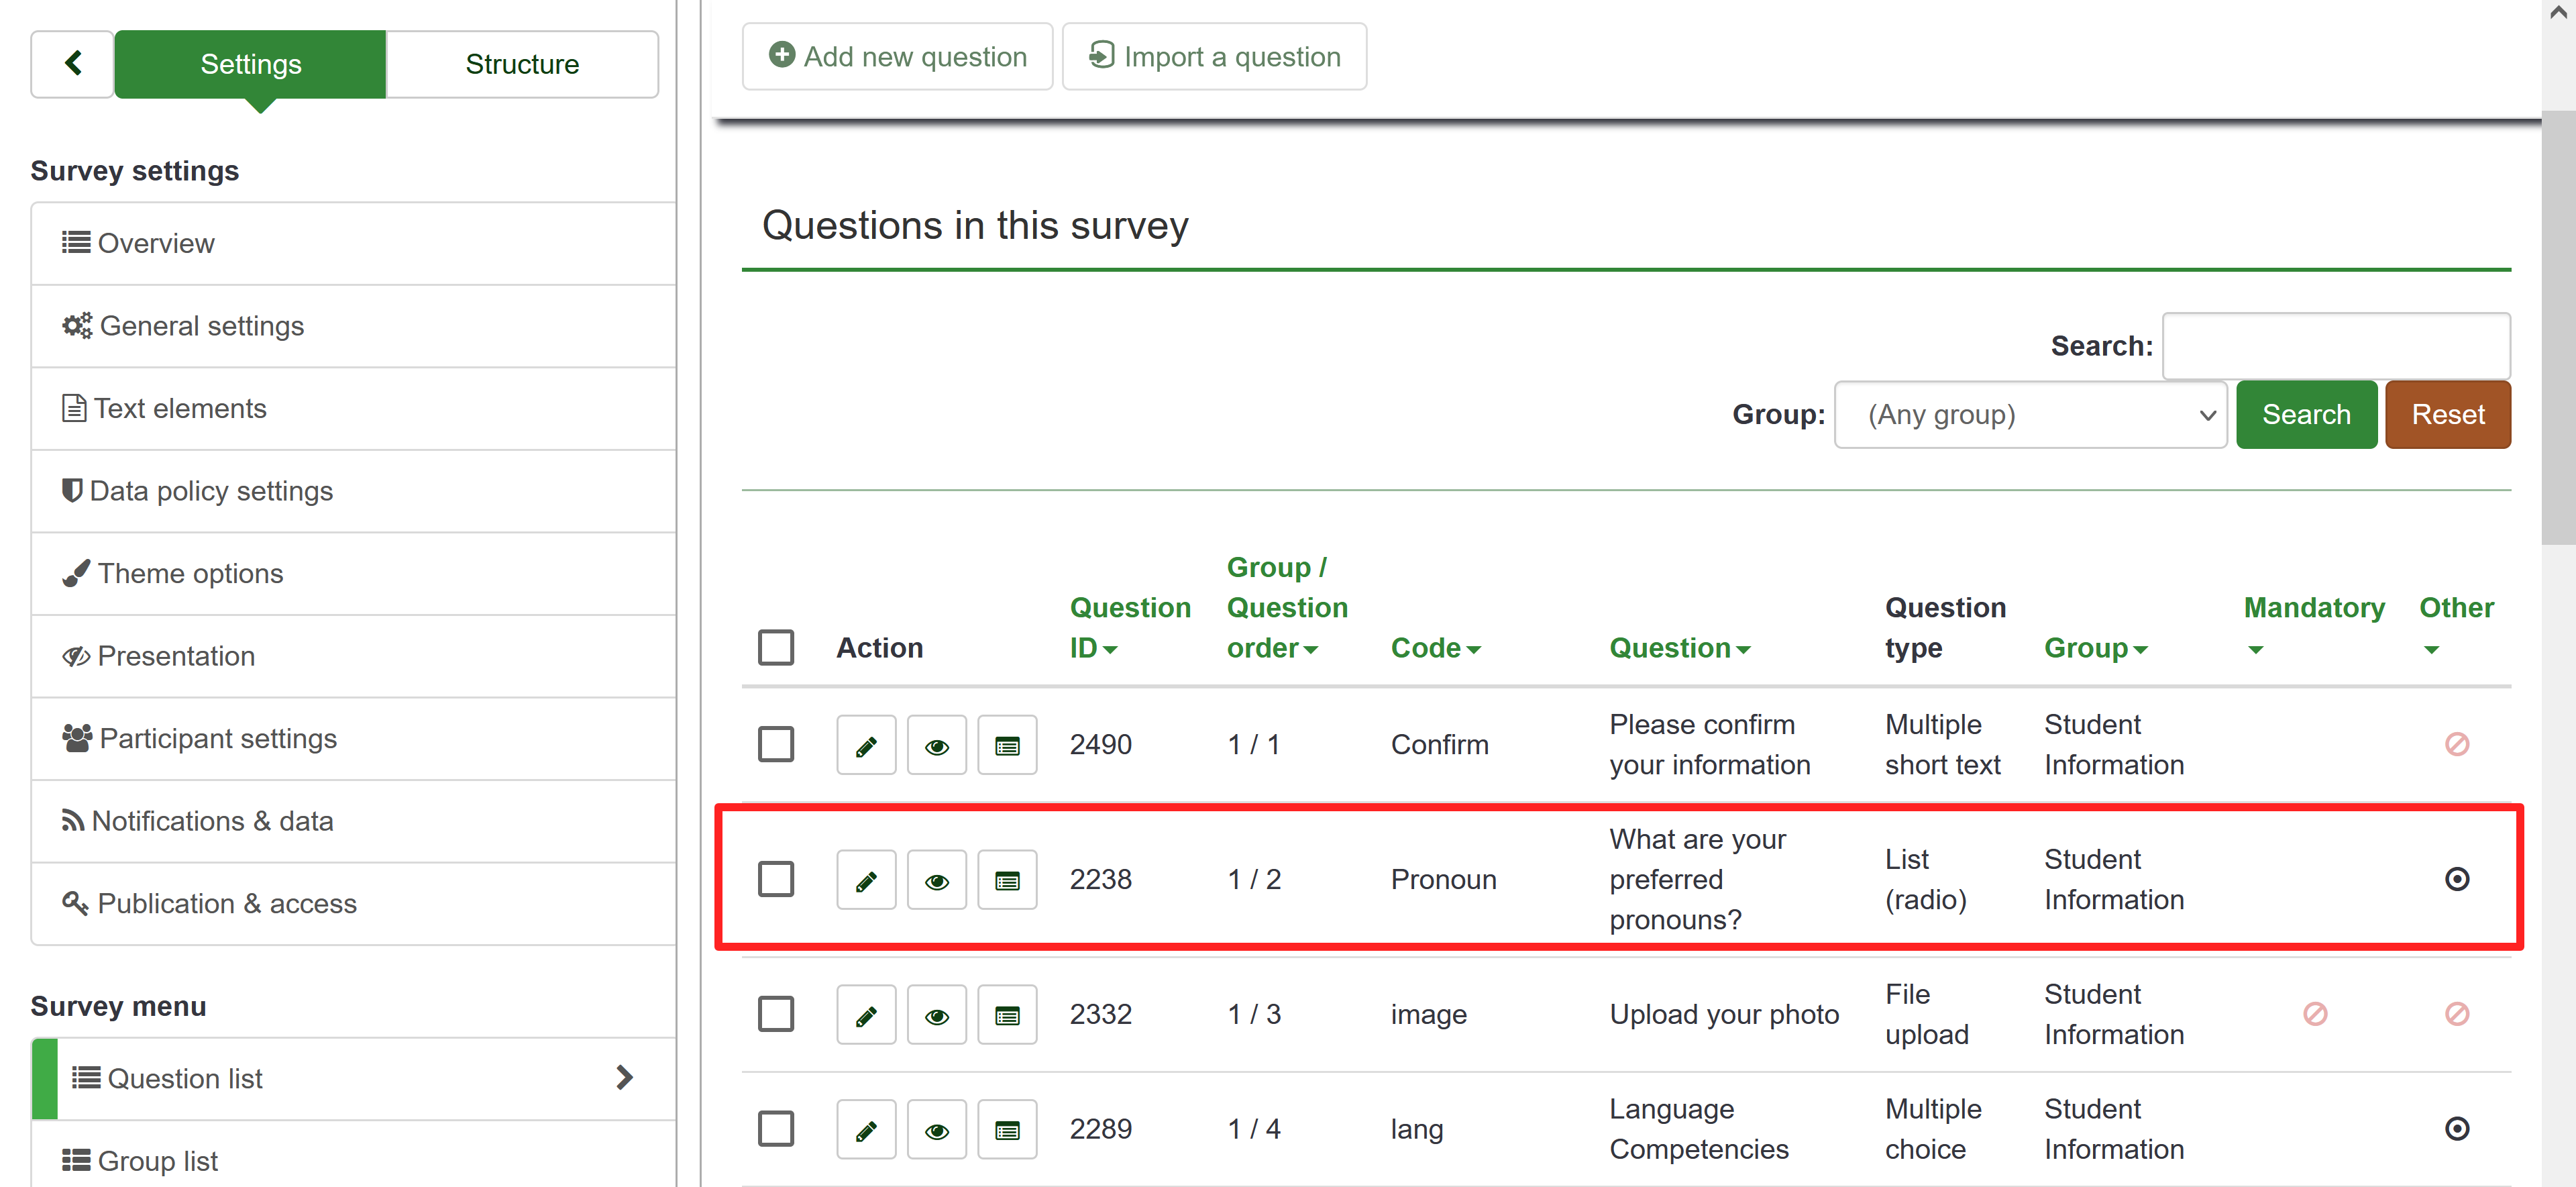 Settings
Structure
Survey settings
Overview
General settings
Text elements
Data policy settings
Theme options
Presentation
Participant settings
Notifications & data
Publication & access
Survey menu
Question list
Group list
Add new question
Import a question
Questions in this survey
Search:
Group:
(Any group)
Search
Reset
Action
Question
ID
Group /
Question
order
Code
Question
Question
type
Group
Mandatory
Other
2490
1 / 1
Confirm
Please confirm
your information
Multiple
short text
Student
Information
2238
1 / 2
Pronoun
What are your
preferred
pronouns?
List
(radio)
Student
Information
2332
1 / 3
image
Upload your photo
File
upload
Student
Information
2289
1 / 4
lang
Language
Competencies
Multiple
choice
Student
Information